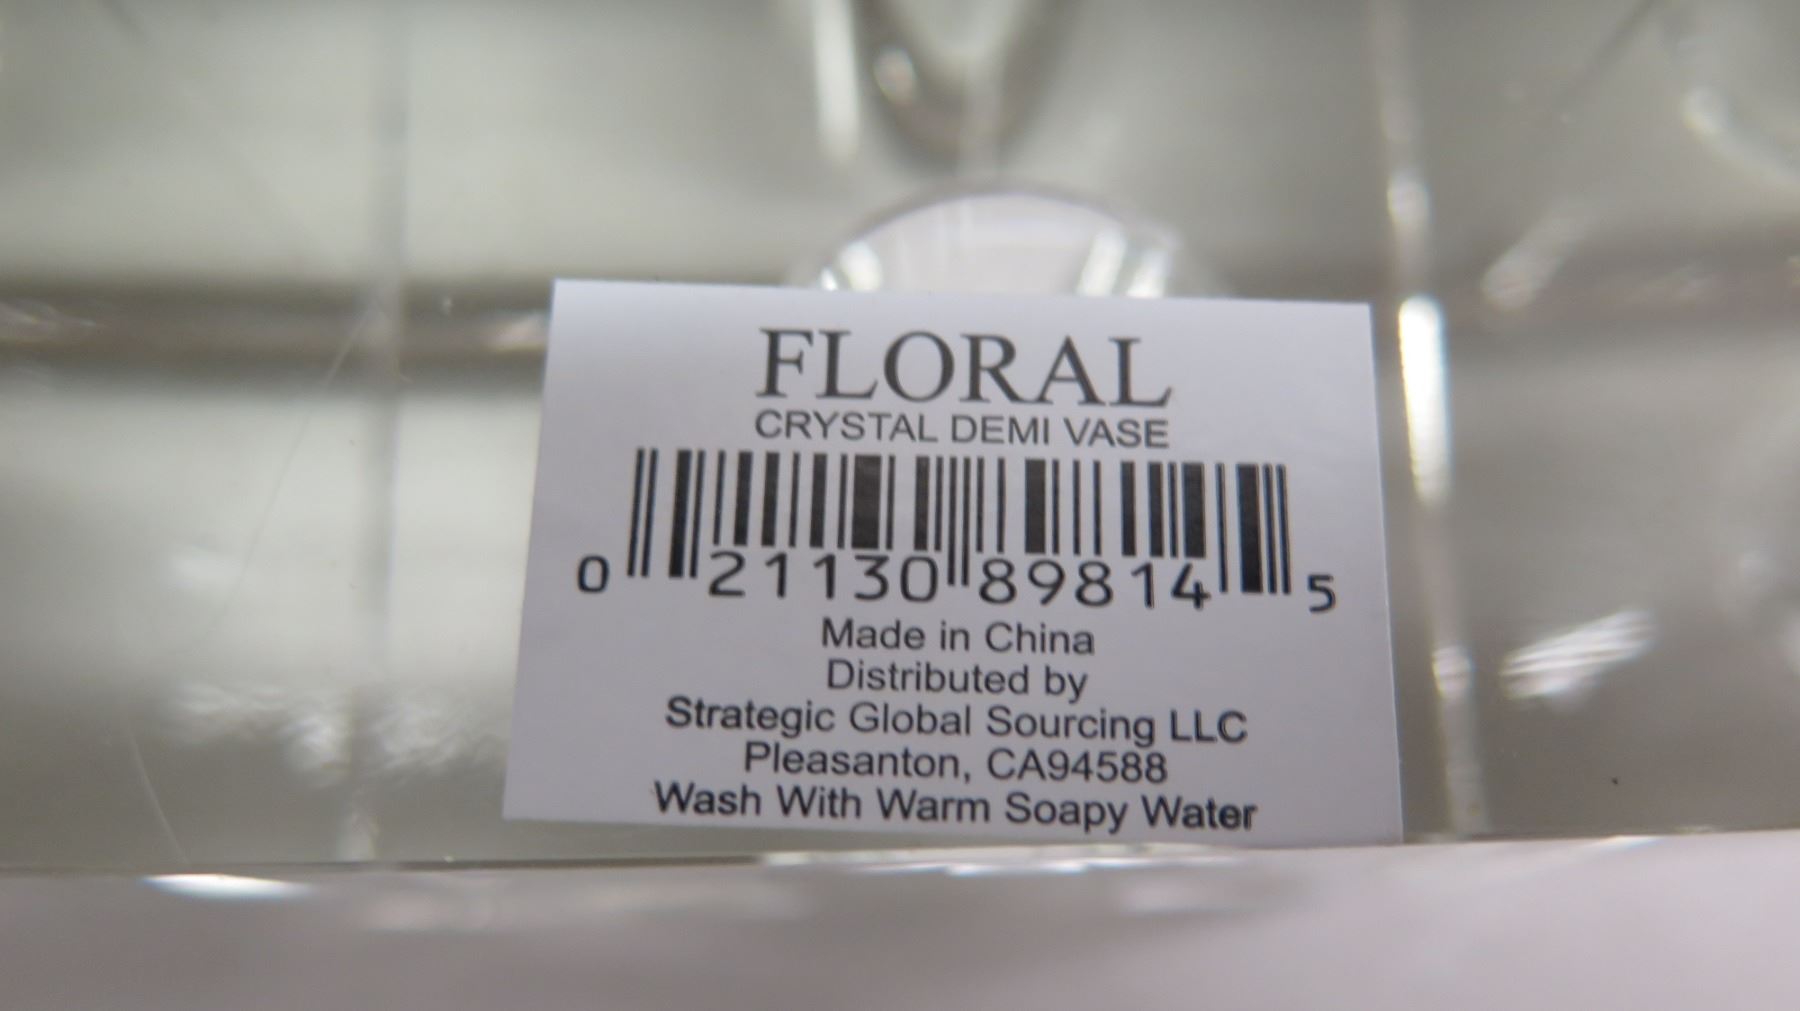 FLORAL
CRYSTAL DEMI VASE
0 21130 89814 5
Made in China
Distributed by
Strategic Global Sourcing LLC
Pleasanton, CA94588
Wash With Warm Soapy Water